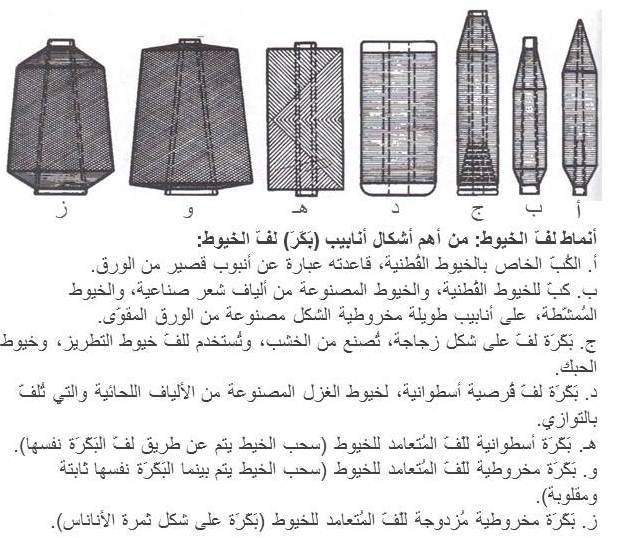 أ ب ج د هـ و ز
أنماط لفّ الخيوط: من أهم أشكال أنابيب (بَكَرَ) لفّ الخيوط:
أ. الكُبّ الخاص بالخيوط القُطنية، قاعدته عبارة عن أنبوب قصير من الورق.
ب. كبّ للخيوط القُطنية، والخيوط المصنوعة من ألياف شعر صناعية، والخيوط
المُمشّطة، على أنابيب طويلة مخروطية الشكل مصنوعة من الورق المقوّى.
ج. بَكْرَة لفّ على شكل زجاجة، تُصنع من الخشب، وتُستخدم للفّ خيوط التطريز، وخيوط
الحبك.
د. بَكْرَة لفّ قُرصية أسطوانية، لخيوط الغزل المصنوعة من الألياف اللحائية والتي تُلفّ
بالتوازي.
هـ. بَكْرَة أسطوانية للّفّ المُتعامد للخيوط (سحب الخيط يتم عن طريق لفّ البَكْرَة نفسها).
و. بَكْرَة مخروطية للّفّ المُتعامد للخيوط (سحب الخيط يتم بينما البَكْرَة نفسها ثابتة
ومقلوبة).
ز. بَكْرَة مخروطية مُزدوجة للّفّ المُتعامد للخيوط (بَكْرَة على شكل ثمرة الأناناس).